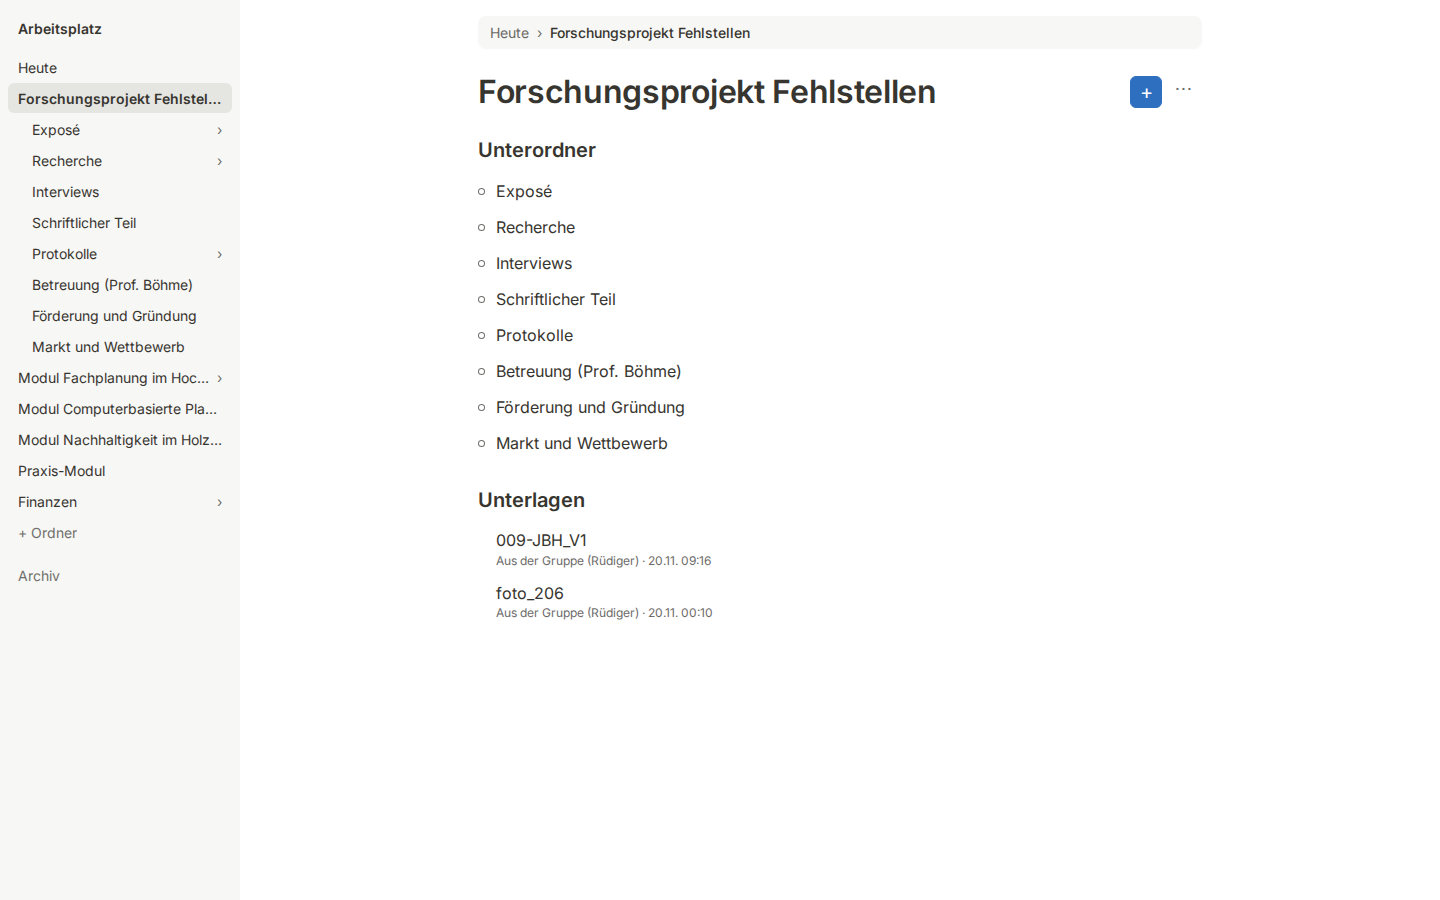 Arbeitsplatz
Heute
Forschungsprojekt Fehlstel...
Exposé ›
Recherche ›
Interviews
Schriftlicher Teil
Protokolle ›
Betreuung (Prof. Böhme)
Förderung und Gründung
Markt und Wettbewerb
Modul Fachplanung im Hoc... ›
Modul Computerbasierte Pla...
Modul Nachhaltigkeit im Holz...
Praxis-Modul
Finanzen ›
+ Ordner
Archiv
Heute › Forschungsprojekt Fehlstellen
Forschungsprojekt Fehlstellen
+ ...
Unterordner
Exposé
Recherche
Interviews
Schriftlicher Teil
Protokolle
Betreuung (Prof. Böhme)
Förderung und Gründung
Markt und Wettbewerb
Unterlagen
009-JBH_V1
Aus der Gruppe (Rüdiger) · 20.11. 09:16
foto_206
Aus der Gruppe (Rüdiger) · 20.11. 00:10